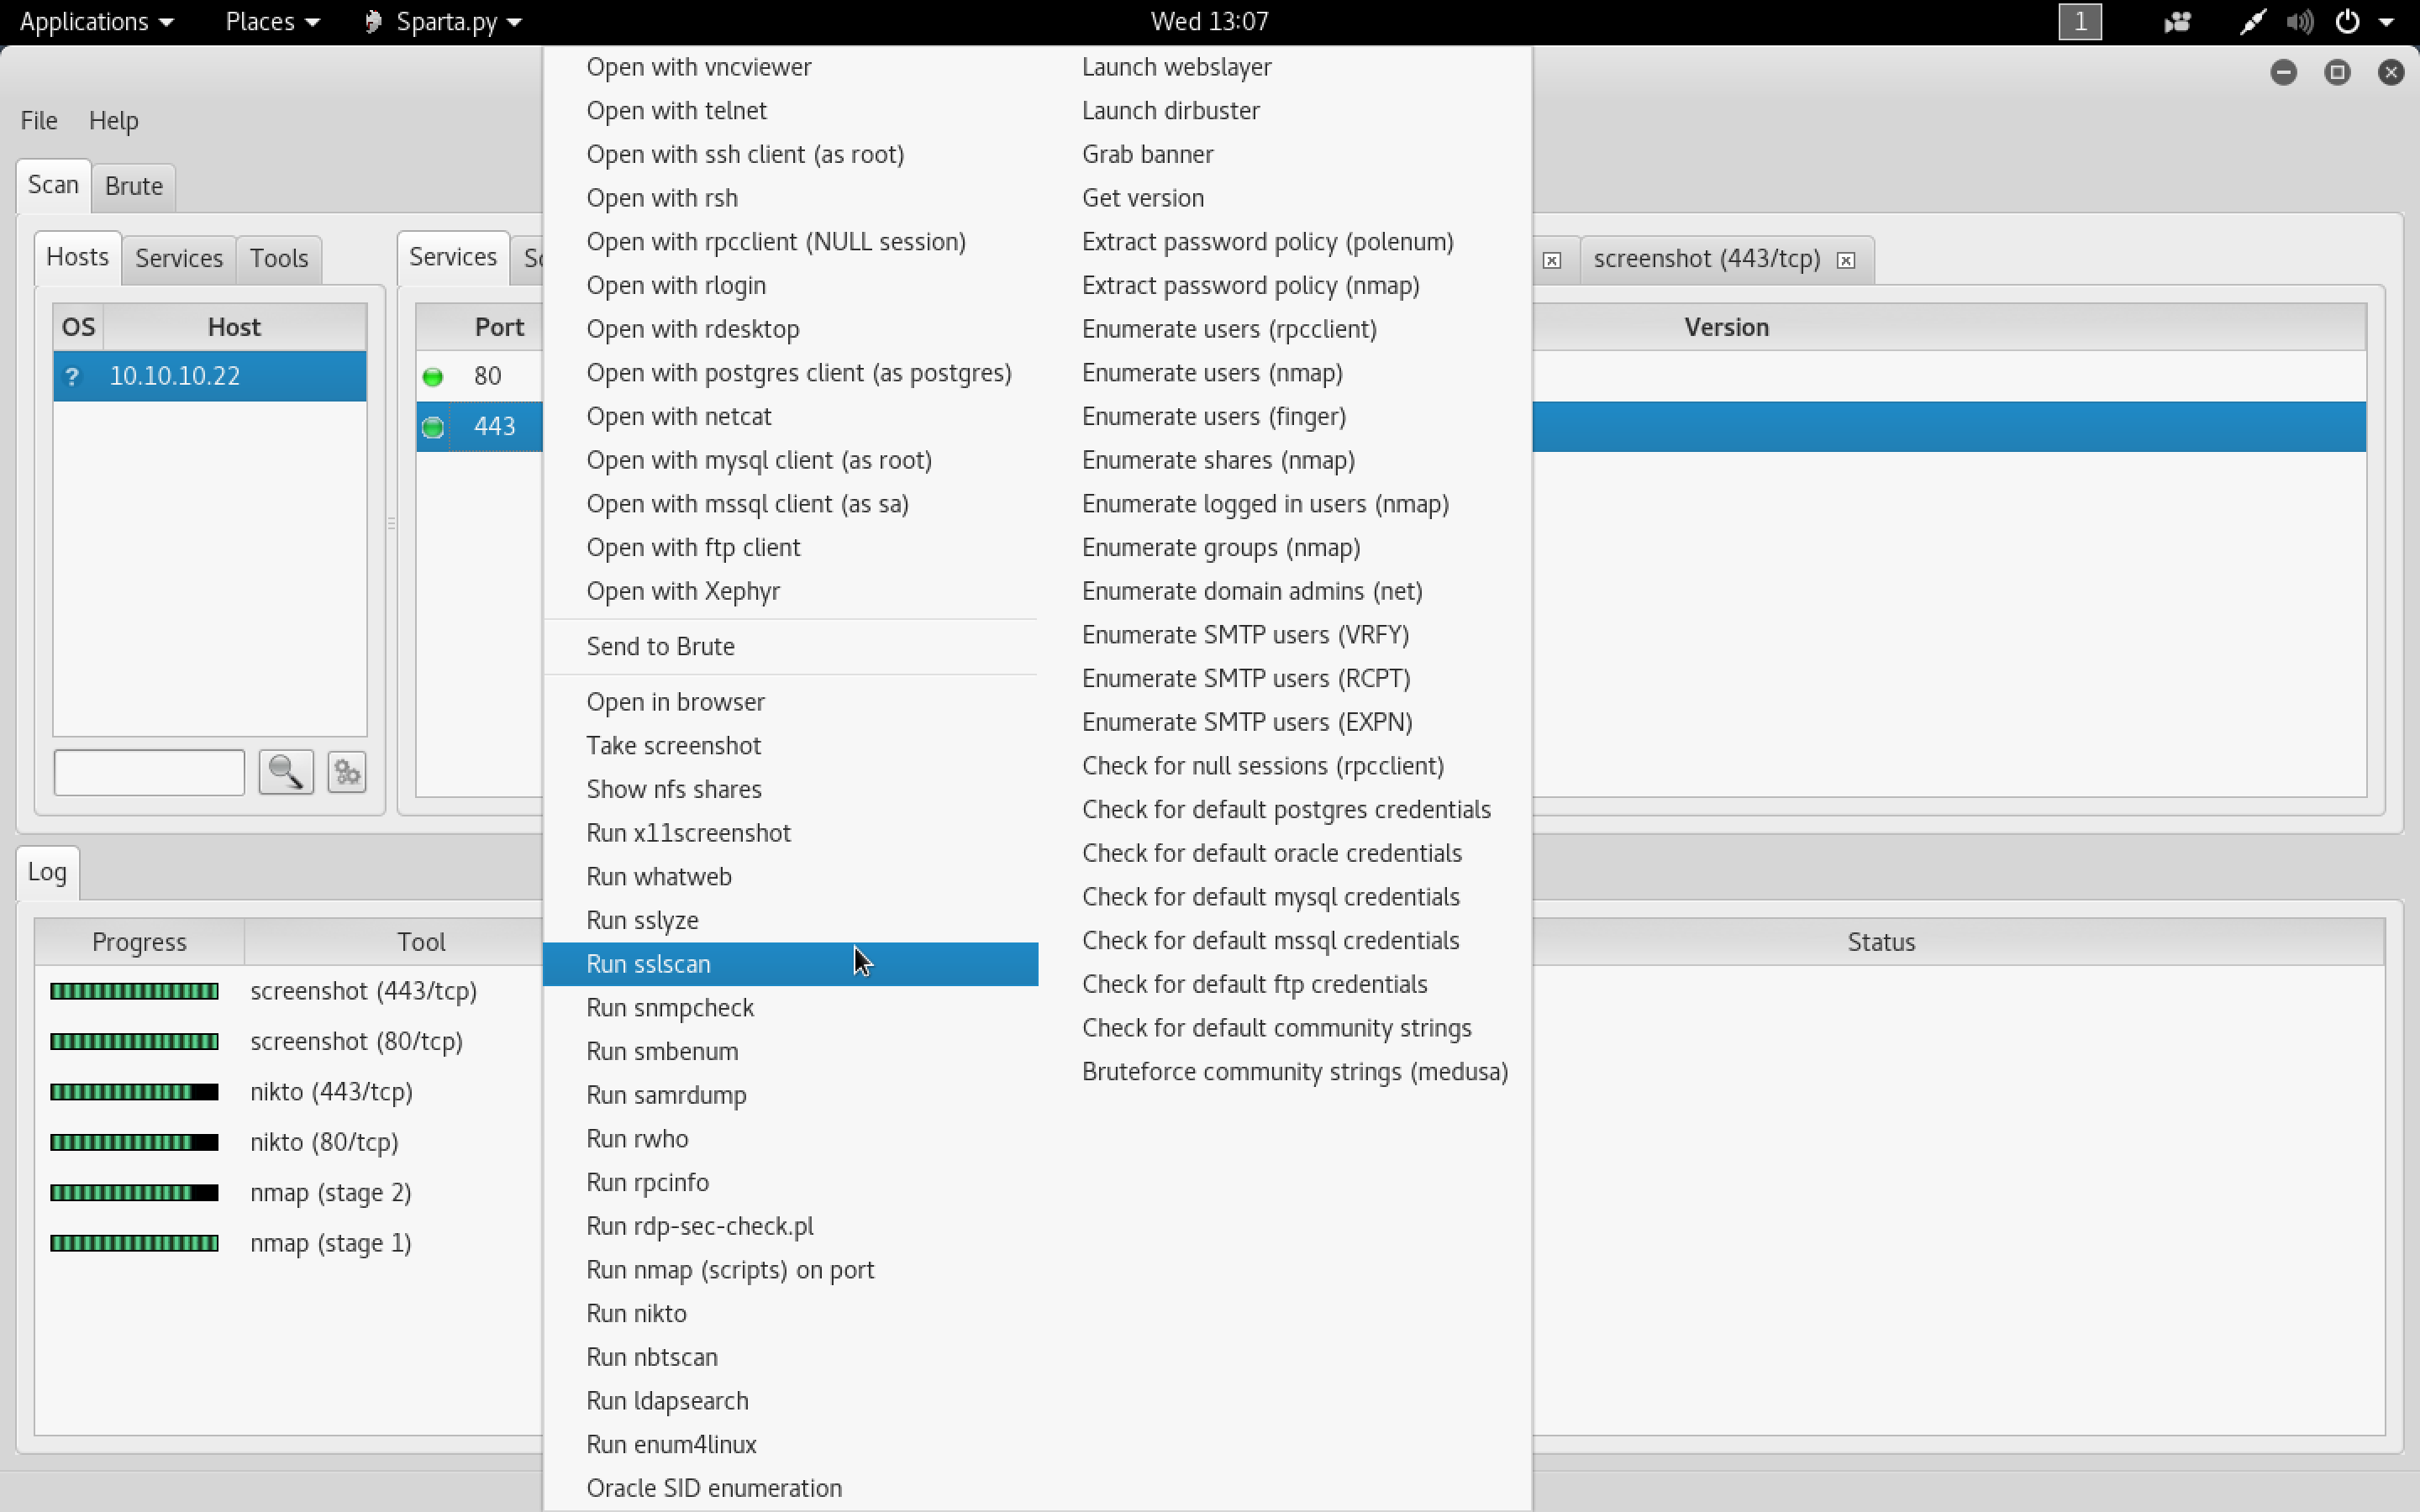 Applications
Places
Sparta.py
Wed 13:07
1
File
Help
Scan
Brute
Hosts
Services
Tools
OS
Host
?
10.10.10.22
Services
Port
80
443
Open with vncviewer
Open with telnet
Open with ssh client (as root)
Open with rsh
Open with rpcclient (NULL session)
Open with rlogin
Open with rdesktop
Open with postgres client (as postgres)
Open with netcat
Open with mysql client (as root)
Open with mssql client (as sa)
Open with ftp client
Open with Xephyr
Send to Brute
Open in browser
Take screenshot
Show nfs shares
Run x11screenshot
Run whatweb
Run sslyze
Run sslscan
Run snmpcheck
Run smbenum
Run samrdump
Run rwho
Run rpcinfo
Run rdp-sec-check.pl
Run nmap (scripts) on port
Run nikto
Run nbtscan
Run ldapsearch
Run enum4linux
Oracle SID enumeration
Launch webslayer
Launch dirbuster
Grab banner
Get version
Extract password policy (polenum)
Extract password policy (nmap)
Enumerate users (rpcclient)
Enumerate users (nmap)
Enumerate users (finger)
Enumerate shares (nmap)
Enumerate logged in users (nmap)
Enumerate groups (nmap)
Enumerate domain admins (net)
Enumerate SMTP users (VRFY)
Enumerate SMTP users (RCPT)
Enumerate SMTP users (EXPN)
Check for null sessions (rpcclient)
Check for default postgres credentials
Check for default oracle credentials
Check for default mysql credentials
Check for default mssql credentials
Check for default ftp credentials
Check for default community strings
Bruteforce community strings (medusa)
screenshot (443/tcp)
Version
Log
Progress
Tool
Status
screenshot (443/tcp)
screenshot (80/tcp)
nikto (443/tcp)
nikto (80/tcp)
nmap (stage 2)
nmap (stage 1)